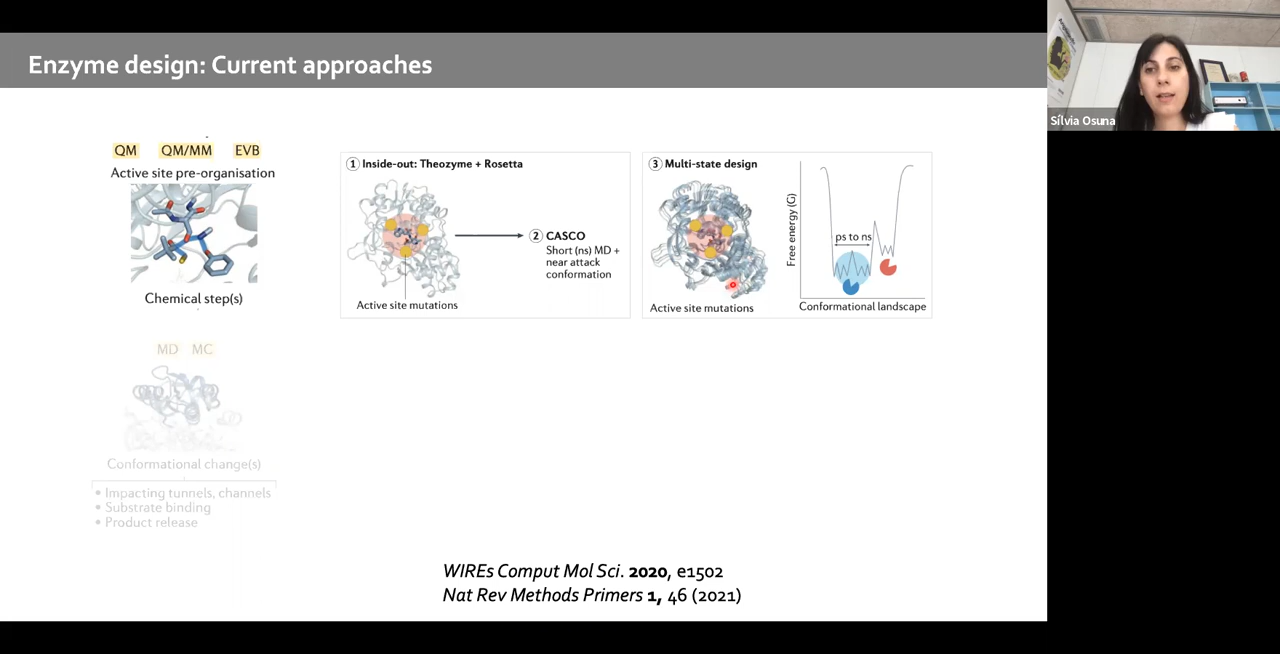 Enzyme design: Current approaches
Sílvia Osuna
QM QM/MM EVB
Active site pre-organisation
Chemical step(s)
MD MC
Conformational change(s)
• Impacting tunnels, channels
• Substrate binding
• Product release
1 Inside-out: Theozyme + Rosetta
2 CASCO
Short (ns) MD +
near attack
conformation
Active site mutations
3 Multi-state design
Active site mutations
Free energy (G)
ps to ns
Conformational landscape
WIREs Comput Mol Sci. 2020, e1502
Nat Rev Methods Primers 1, 46 (2021)